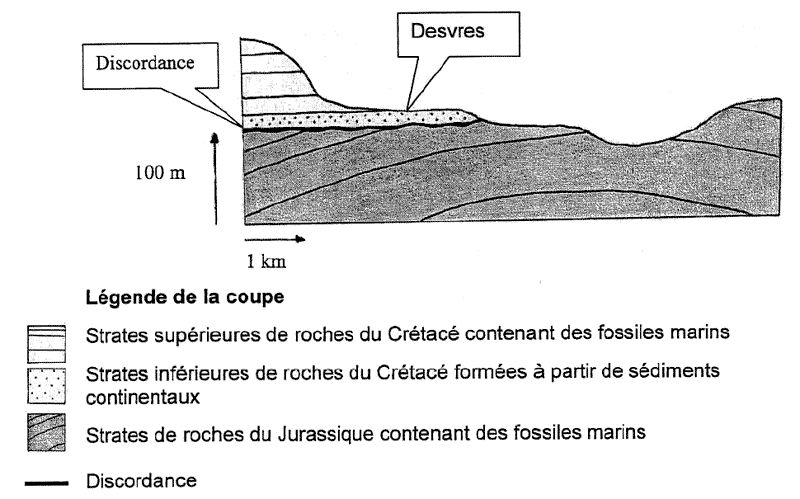 Desvres
Discordance
100 m
1 km
Légende de la coupe
Strates supérieures de roches du Crétacé contenant des fossiles marins
Strates inférieures de roches du Crétacé formées à partir de sédiments
continentaux
Strates de roches du Jurassique contenant des fossiles marins
Discordance